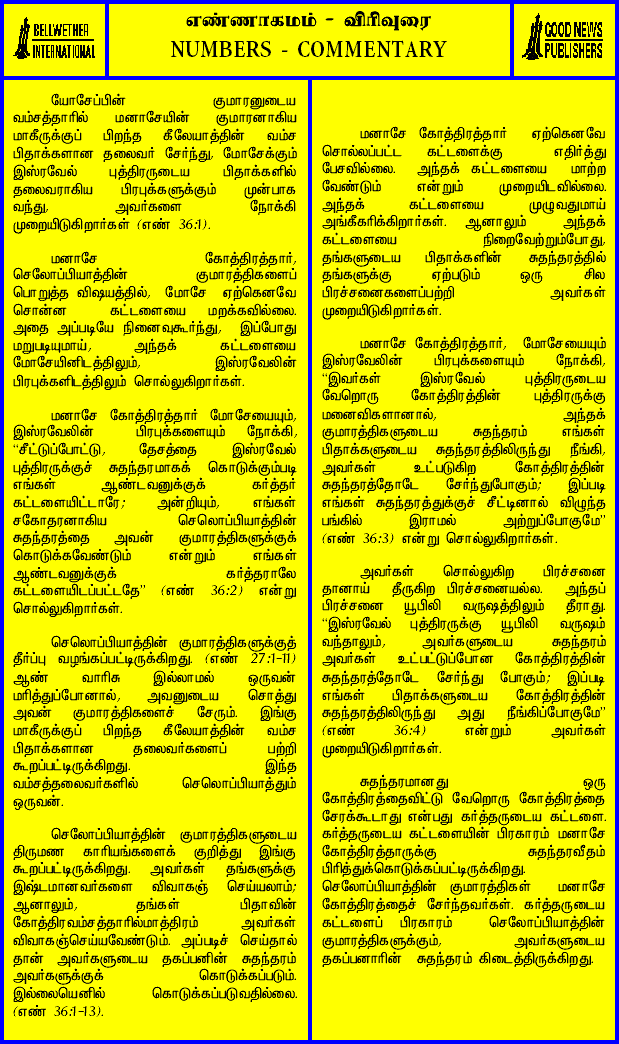 BELLWETHER
INTERNATIONAL
எண்ணாகமம் - விரிவுரை
NUMBERS - COMMENTARY
GOOD NEWS
PUBLISHERS
யோசேப்பின் குமாரனுடைய
வம்சத்தாரில் மனாசேயின் குமாரனாகிய
மாகீருக்குப் பிறந்த கீலேயாத்தின் வம்ச
பிதாக்களான தலைவர் சேர்ந்து, மோசேக்கும்
இஸ்ரவேல் புத்திரருடைய பிதாக்களில்
தலைவராகிய பிரபுக்களுக்கும் முன்பாக
வந்து, அவர்களை நோக்கி
முறையிடுகிறார்கள் (எண் 36:1).
மனாசே கோத்திரத்தார்,
செலோப்பியாத்தின் குமாரத்திகளைப்
பொறுத்த விஷயத்தில், மோசே ஏற்கெனவே
சொன்ன கட்டளையை மறக்கவில்லை.
அதை அப்படியே நினைவுகூர்ந்து, இப்போது
மறுபடியுமாய், அந்தக் கட்டளையை
மோசேயினிடத்திலும், இஸ்ரவேலின்
பிரபுக்களிடத்திலும் சொல்லுகிறார்கள்.
மனாசே கோத்திரத்தார் மோசேயையும்,
இஸ்ரவேலின் பிரபுக்களையும் நோக்கி,
“சீட்டுப்போட்டு, தேசத்தை இஸ்ரவேல்
புத்திரருக்குச் சுதந்தரமாகக் கொடுக்கும்படி
எங்கள் ஆண்டவனுக்குக் கர்த்தர்
கட்டளையிட்டாரே; அன்றியும், எங்கள்
சகோதரனாகிய செலொப்பியாத்தின்
சுதந்தரத்தை அவன் குமாரத்திகளுக்குக்
கொடுக்கவேண்டும் என்றும் எங்கள்
ஆண்டவனுக்குக் கர்த்தராலே
கட்டளையிடப்பட்டதே” (எண் 36:2) என்று
சொல்லுகிறார்கள்.
செலொப்பியாத்தின் குமாரத்திகளுக்குத்
தீர்ப்பு வழங்கப்பட்டிருக்கிறது. (எண் 27:1-11)
ஆண் வாரிசு இல்லாமல் ஒருவன்
மரித்துப்போனால், அவனுடைய சொத்து
அவன் குமாரத்திகளைச் சேரும். இங்கு
மாகீருக்குப் பிறந்த கீலேயாத்தின் வம்ச
பிதாக்களான தலைவர்களைப் பற்றி
கூறப்பட்டிருக்கிறது. இந்த
வம்சத்தலைவர்களில் செலொப்பியாத்தும்
ஒருவன்.
செலோப்பியாத்தின் குமாரத்திகளுடைய
திருமண காரியங்களைக் குறித்து இங்கு
கூறப்பட்டிருக்கிறது. அவர்கள் தங்களுக்கு
இஷ்டமானவர்களை விவாகஞ் செய்யலாம்;
ஆனாலும், தங்கள் பிதாவின்
கோத்திரவம்சத்தாரில்மாத்திரம் அவர்கள்
விவாகஞ்செய்யவேண்டும். அப்படிச் செய்தால்
தான் அவர்களுடைய தகப்பனின் சுதந்தரம்
அவர்களுக்குக் கொடுக்கப்படும்.
இல்லையெனில் கொடுக்கப்படுவதில்லை.
(எண் 36:1-13).
மனாசே கோத்திரத்தார் ஏற்கெனவே
சொல்லப்பட்ட கட்டளைக்கு எதிர்த்து
பேசவில்லை. அந்தக் கட்டளையை மாற்ற
வேண்டும் என்றும் முறையிடவில்லை.
அந்தக் கட்டளையை முழுவதுமாய்
அங்கீகரிக்கிறார்கள். ஆனாலும் அந்தக்
கட்டளையை நிறைவேற்றும்போது,
தங்களுடைய பிதாக்களின் சுதந்தரத்தில்
தங்களுக்கு ஏற்படும் ஒரு சில
பிரச்சனைகளைப்பற்றி அவர்கள்
முறையிடுகிறார்கள்.
மனாசே கோத்திரத்தார், மோசேயையும்
இஸ்ரவேலின் பிரபுக்களையும் நோக்கி,
“இவர்கள் இஸ்ரவேல் புத்திரருடைய
வேறொரு கோத்திரத்தின் புத்திரருக்கு
மனைவிகளானால், அந்தக்
குமாரத்திகளுடைய சுதந்தரம் எங்கள்
பிதாக்களுடைய சுதந்தரத்திலிருந்து நீங்கி,
அவர்கள் உட்படுகிற கோத்திரத்தின்
சுதந்தரத்தோடே சேர்ந்துபோகும்; இப்படி
எங்கள் சுதந்தரத்துக்குச் சீட்டினால் விழுந்த
பங்கில் இராமல் அற்றுப்போகுமே”
(எண் 36:3) என்று சொல்லுகிறார்கள்.
அவர்கள் சொல்லுகிற பிரச்சனை
தானாய் தீருகிற பிரச்சனையல்ல. அந்தப்
பிரச்சனை யூபிலி வருஷத்திலும் தீராது.
“இஸ்ரவேல் புத்திரருக்கு யூபிலி வருஷம்
வந்தாலும், அவர்களுடைய சுதந்தரம்
அவர்கள் உட்பட்டுப்போன கோத்திரத்தின்
சுதந்தரத்தோடே சேர்ந்து போகும்; இப்படி
எங்கள் பிதாக்களுடைய கோத்திரத்தின்
சுதந்தரத்திலிருந்து அது நீங்கிப்போகுமே”
(எண் 36:4) என்றும் அவர்கள்
முறையிடுகிறார்கள்.
சுதந்தரமானது ஒரு
கோத்திரத்தைவிட்டு வேறொரு கோத்திரத்தை
சேரக்கூடாது என்பது கர்த்தருடைய கட்டளை.
கர்த்தருடைய கட்டளையின் பிரகாரம் மனாசே
கோத்திரத்தாருக்கு சுதந்தரவீதம்
பிரித்துக்கொடுக்கப்பட்டிருக்கிறது.
செலோப்பியாத்தின் குமாரத்திகள் மனாசே
கோத்திரத்தைச் சேர்ந்தவர்கள். கர்த்தருடைய
கட்டளைப் பிரகாரம் செலோப்பியாத்தின்
குமாரத்திகளுக்கும், அவர்களுடைய
தகப்பனாரின் சுதந்தரம் கிடைத்திருக்கிறது.